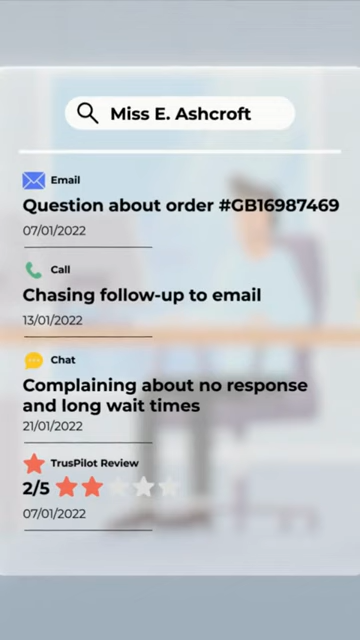 Miss E. Ashcroft
Email
Question about order #GB16987469
07/01/2022
Call
Chasing follow-up to email
13/01/2022
Chat
Complaining about no response
and long wait times
21/01/2022
TrusPilot Review
2/5
07/01/2022